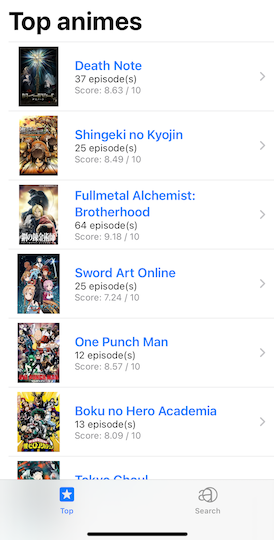 Top animes
Death Note
37 episode(s)
Score: 8.63 / 10
Shingeki no Kyojin
25 episode(s)
Score: 8.49 / 10
Fullmetal Alchemist:
Brotherhood
64 episode(s)
Score: 9.18 / 10
Sword Art Online
25 episode(s)
Score: 7.24 / 10
One Punch Man
12 episode(s)
Score: 8.57 / 10
Boku no Hero Academia
13 episode(s)
Score: 8.09 / 10
Tokyo Ghoul
Top
Search